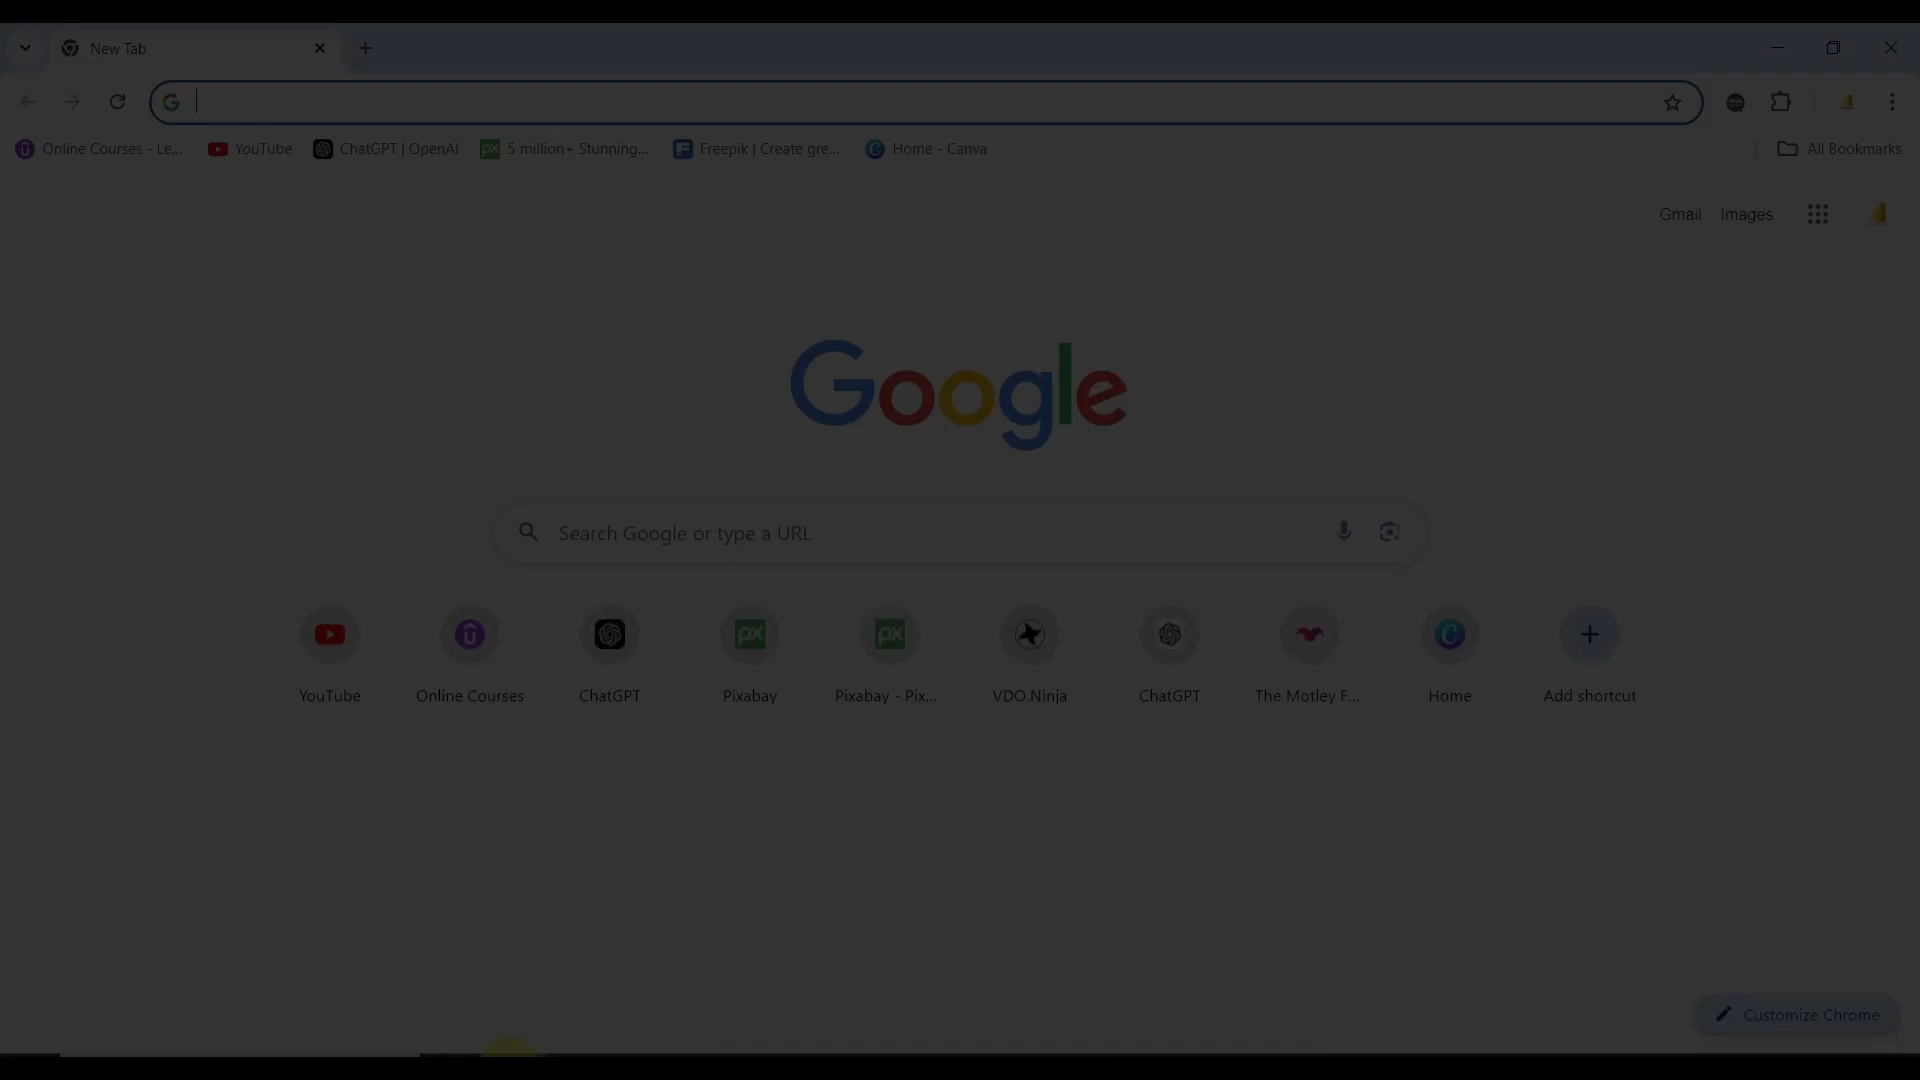 New Tab
Online Courses - Le... YouTube ChatGPT | OpenAI 5 million+ Stunning... Freepik | Create gre... Home - Canva All Bookmarks
Gmail Images
Google
Search Google or type a URL
YouTube Online Courses ChatGPT Pixabay Pixabay - Pix... VDO.Ninja ChatGPT The Motley F... Home Add shortcut
Customize Chrome